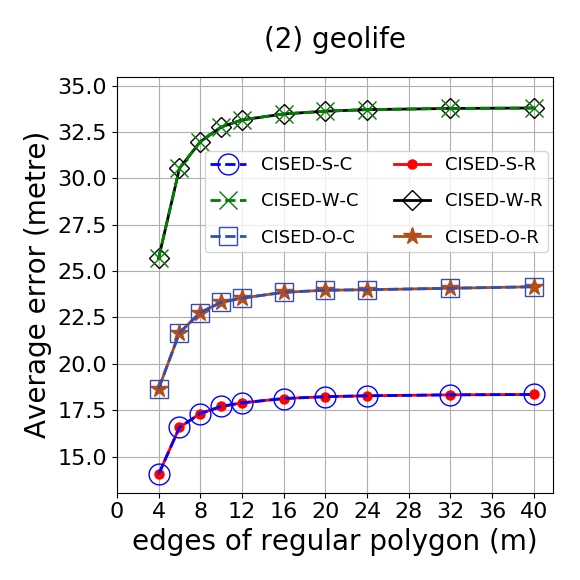 (2) geolife
Average error (metre)
35.0
32.5
30.0
27.5
25.0
22.5
20.0
17.5
15.0
CISED-S-C
CISED-W-C
CISED-O-C
CISED-S-R
CISED-W-R
CISED-O-R
0 4 8 12 16 20 24 28 32 36 40
edges of regular polygon (m)